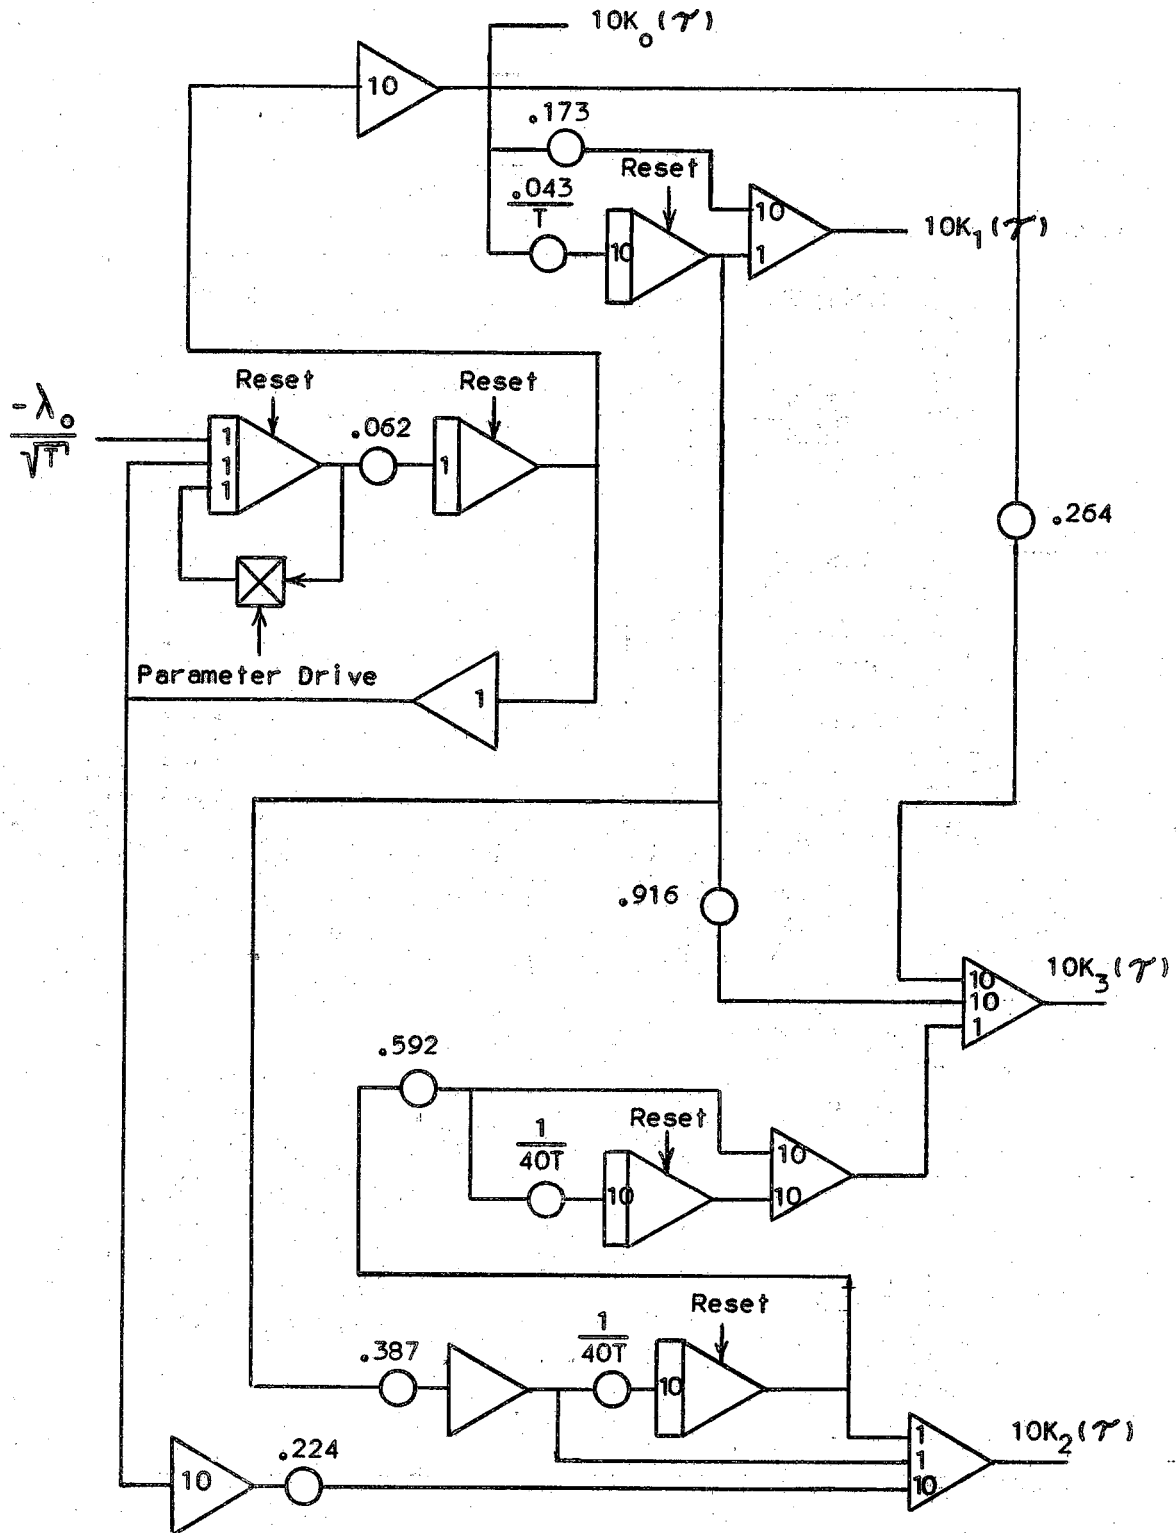 10K₀(τ)
10
.173
Reset
.043
T
10
10
1
10K₁(τ)
Reset
Reset
-λ₀
√T
1
1
1
.062
1
.264
Parameter Drive
1
.916
10K₃(τ)
10
10
1
.592
Reset
1
40T
10
10
10
Reset
1
40T
.387
10
10K₂(τ)
1
1
10
.224
10